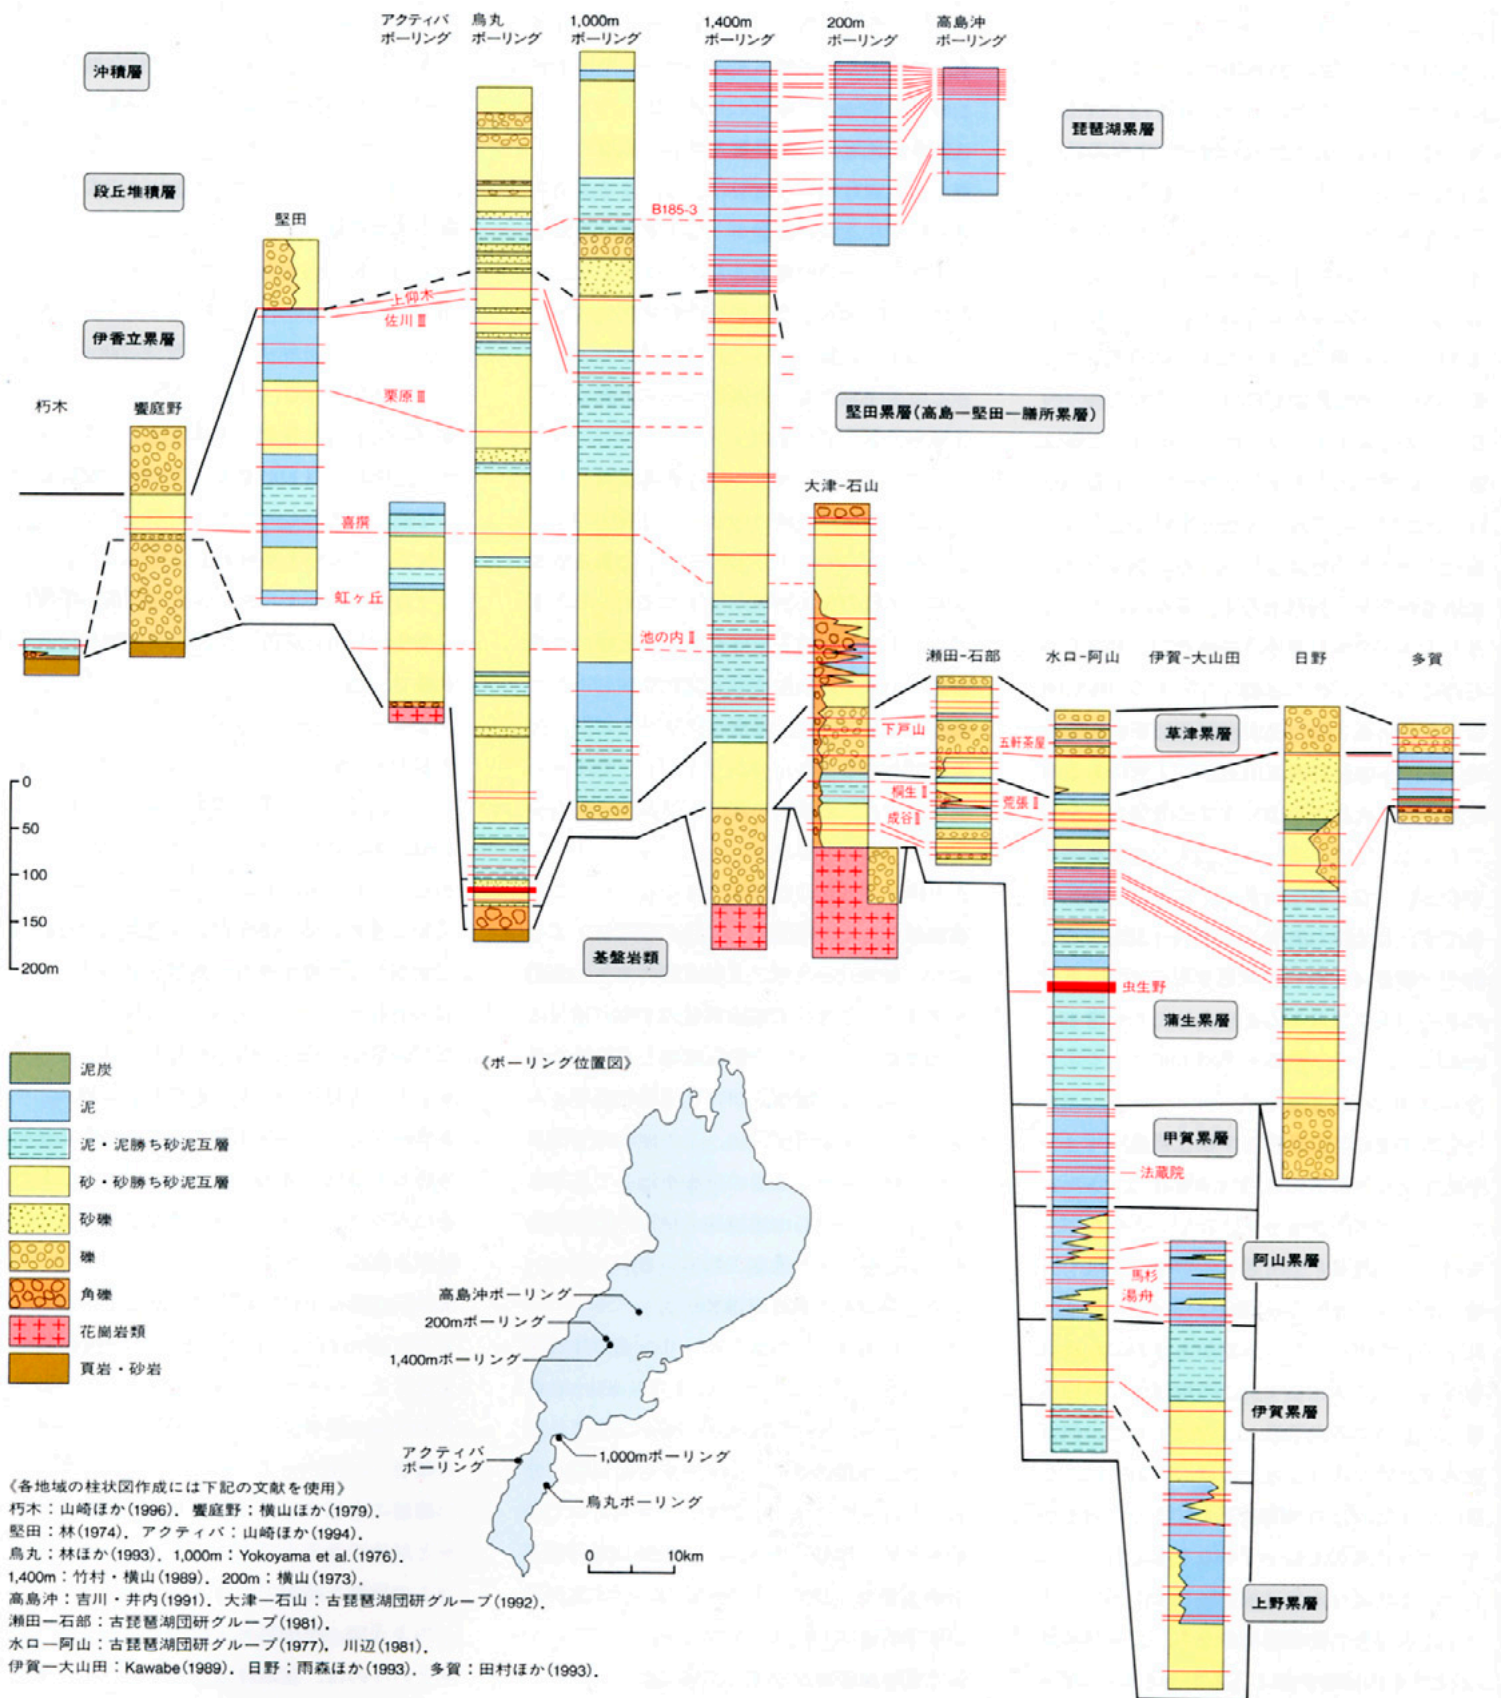 アクティバ
ボーリング
烏丸
ボーリング
1,000m
ボーリング
1,400m
ボーリング
200m
ボーリング
高島沖
ボーリング
沖積層
琵琶湖累層
段丘堆積層
B185-3
堅田
上仰木
佐川Ⅲ
伊香立累層
栗原Ⅲ
堅田累層(高島ー堅田ー膳所累層)
朽木
饗庭野
大津-石山
喜撰
虹ヶ丘
池の内Ⅱ
瀬田-石部
水口-阿山
伊賀-大山田
日野
多賀
下戸山
五軒茶屋
草津累層
桐生Ⅱ
荒張Ⅱ
成谷Ⅱ
0
50
100
150
200m
基盤岩類
虫生野
蒲生累層
甲賀累層
法蔵院
阿山累層
馬杉
湯舟
伊賀累層
上野累層
泥炭
泥
泥・泥勝ち砂泥互層
砂・砂勝ち砂泥互層
砂礫
礫
角礫
花崗岩類
頁岩・砂岩
《ボーリング位置図》
高島沖ボーリング
200mボーリング
1,400mボーリング
アクティバ
ボーリング
1,000mボーリング
烏丸ボーリング
0 10km
《各地域の柱状図作成には下記の文献を使用》
朽木：山崎ほか(1996)，饗庭野：横山ほか(1979)．
堅田：林(1974)，アクティバ：山崎ほか(1994)．
烏丸：林ほか(1993)，1,000m：Yokoyama et al.(1976)．
1,400m：竹村・横山(1989)，200m：横山(1973)．
高島沖：吉川・井内(1991)，大津ー石山：古琵琶湖団研グループ(1992)．
瀬田ー石部：古琵琶湖団研グループ(1981)．
水口ー阿山：古琵琶湖団研グループ(1977)，川辺(1981)．
伊賀ー大山田：Kawabe(1989)，日野：雨森ほか(1993)，多賀：田村ほか(1993)．